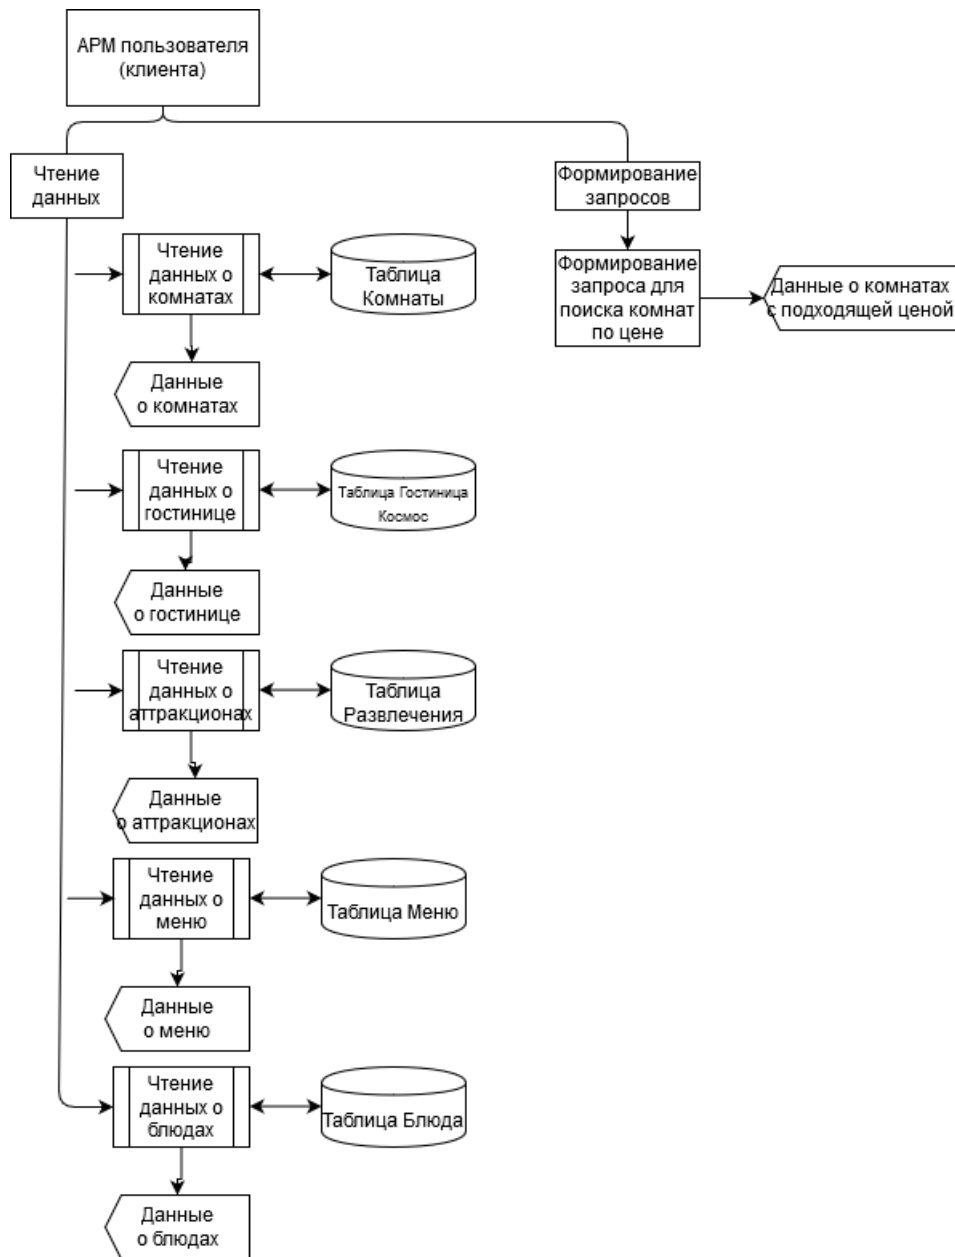 АРМ пользователя
(клиента)
Чтение
данных
Формирование
запросов
Чтение
данных о
комнатах
Таблица
Комнаты
Формирование
запроса для
поиска комнат
по цене
Данные о комнатах
с подходящей ценой
Данные
о комнатах
Чтение
данных о
гостинице
Таблица Гостиница
Космос
Данные
о гостинице
Чтение
данных о
аттракционах
Таблица
Развлечения
Данные
о аттракционах
Чтение
данных о
меню
Таблица Меню
Данные
о меню
Чтение
данных о
блюдах
Таблица Блюда
Данные
о блюдах